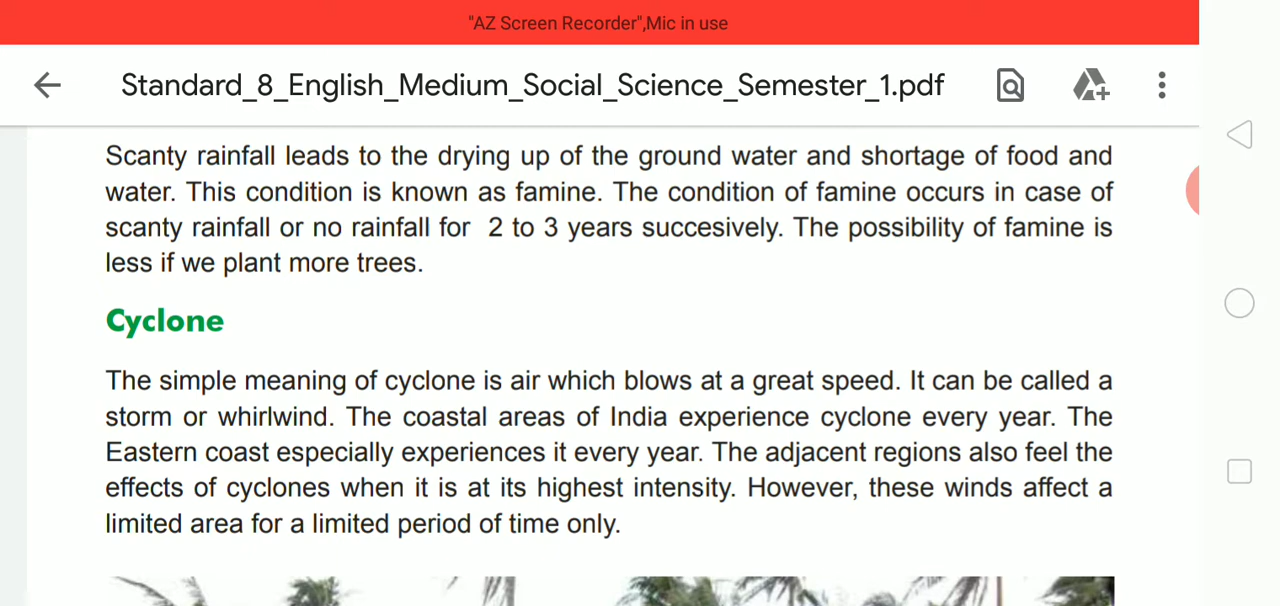 "AZ Screen Recorder",Mic in use
Standard_8_English_Medium_Social_Science_Semester_1.pdf
Scanty rainfall leads to the drying up of the ground water and shortage of food and
water. This condition is known as famine. The condition of famine occurs in case of
scanty rainfall or no rainfall for 2 to 3 years succesively. The possibility of famine is
less if we plant more trees.
Cyclone
The simple meaning of cyclone is air which blows at a great speed. It can be called a
storm or whirlwind. The coastal areas of India experience cyclone every year. The
Eastern coast especially experiences it every year. The adjacent regions also feel the
effects of cyclones when it is at its highest intensity. However, these winds affect a
limited area for a limited period of time only.